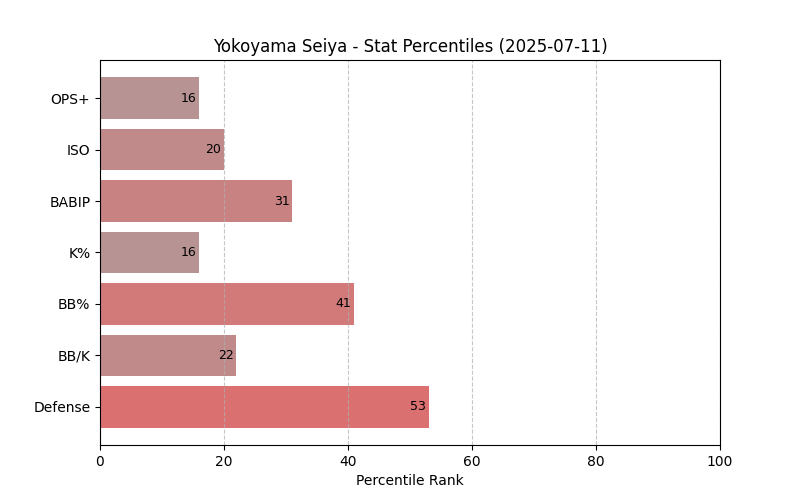 Yokoyama Seiya - Stat Percentiles (2025-07-11)
OPS+ 16
ISO 20
BABIP 31
K% 16
BB% 41
BB/K 22
Defense 53
0 20 40 60 80 100
Percentile Rank